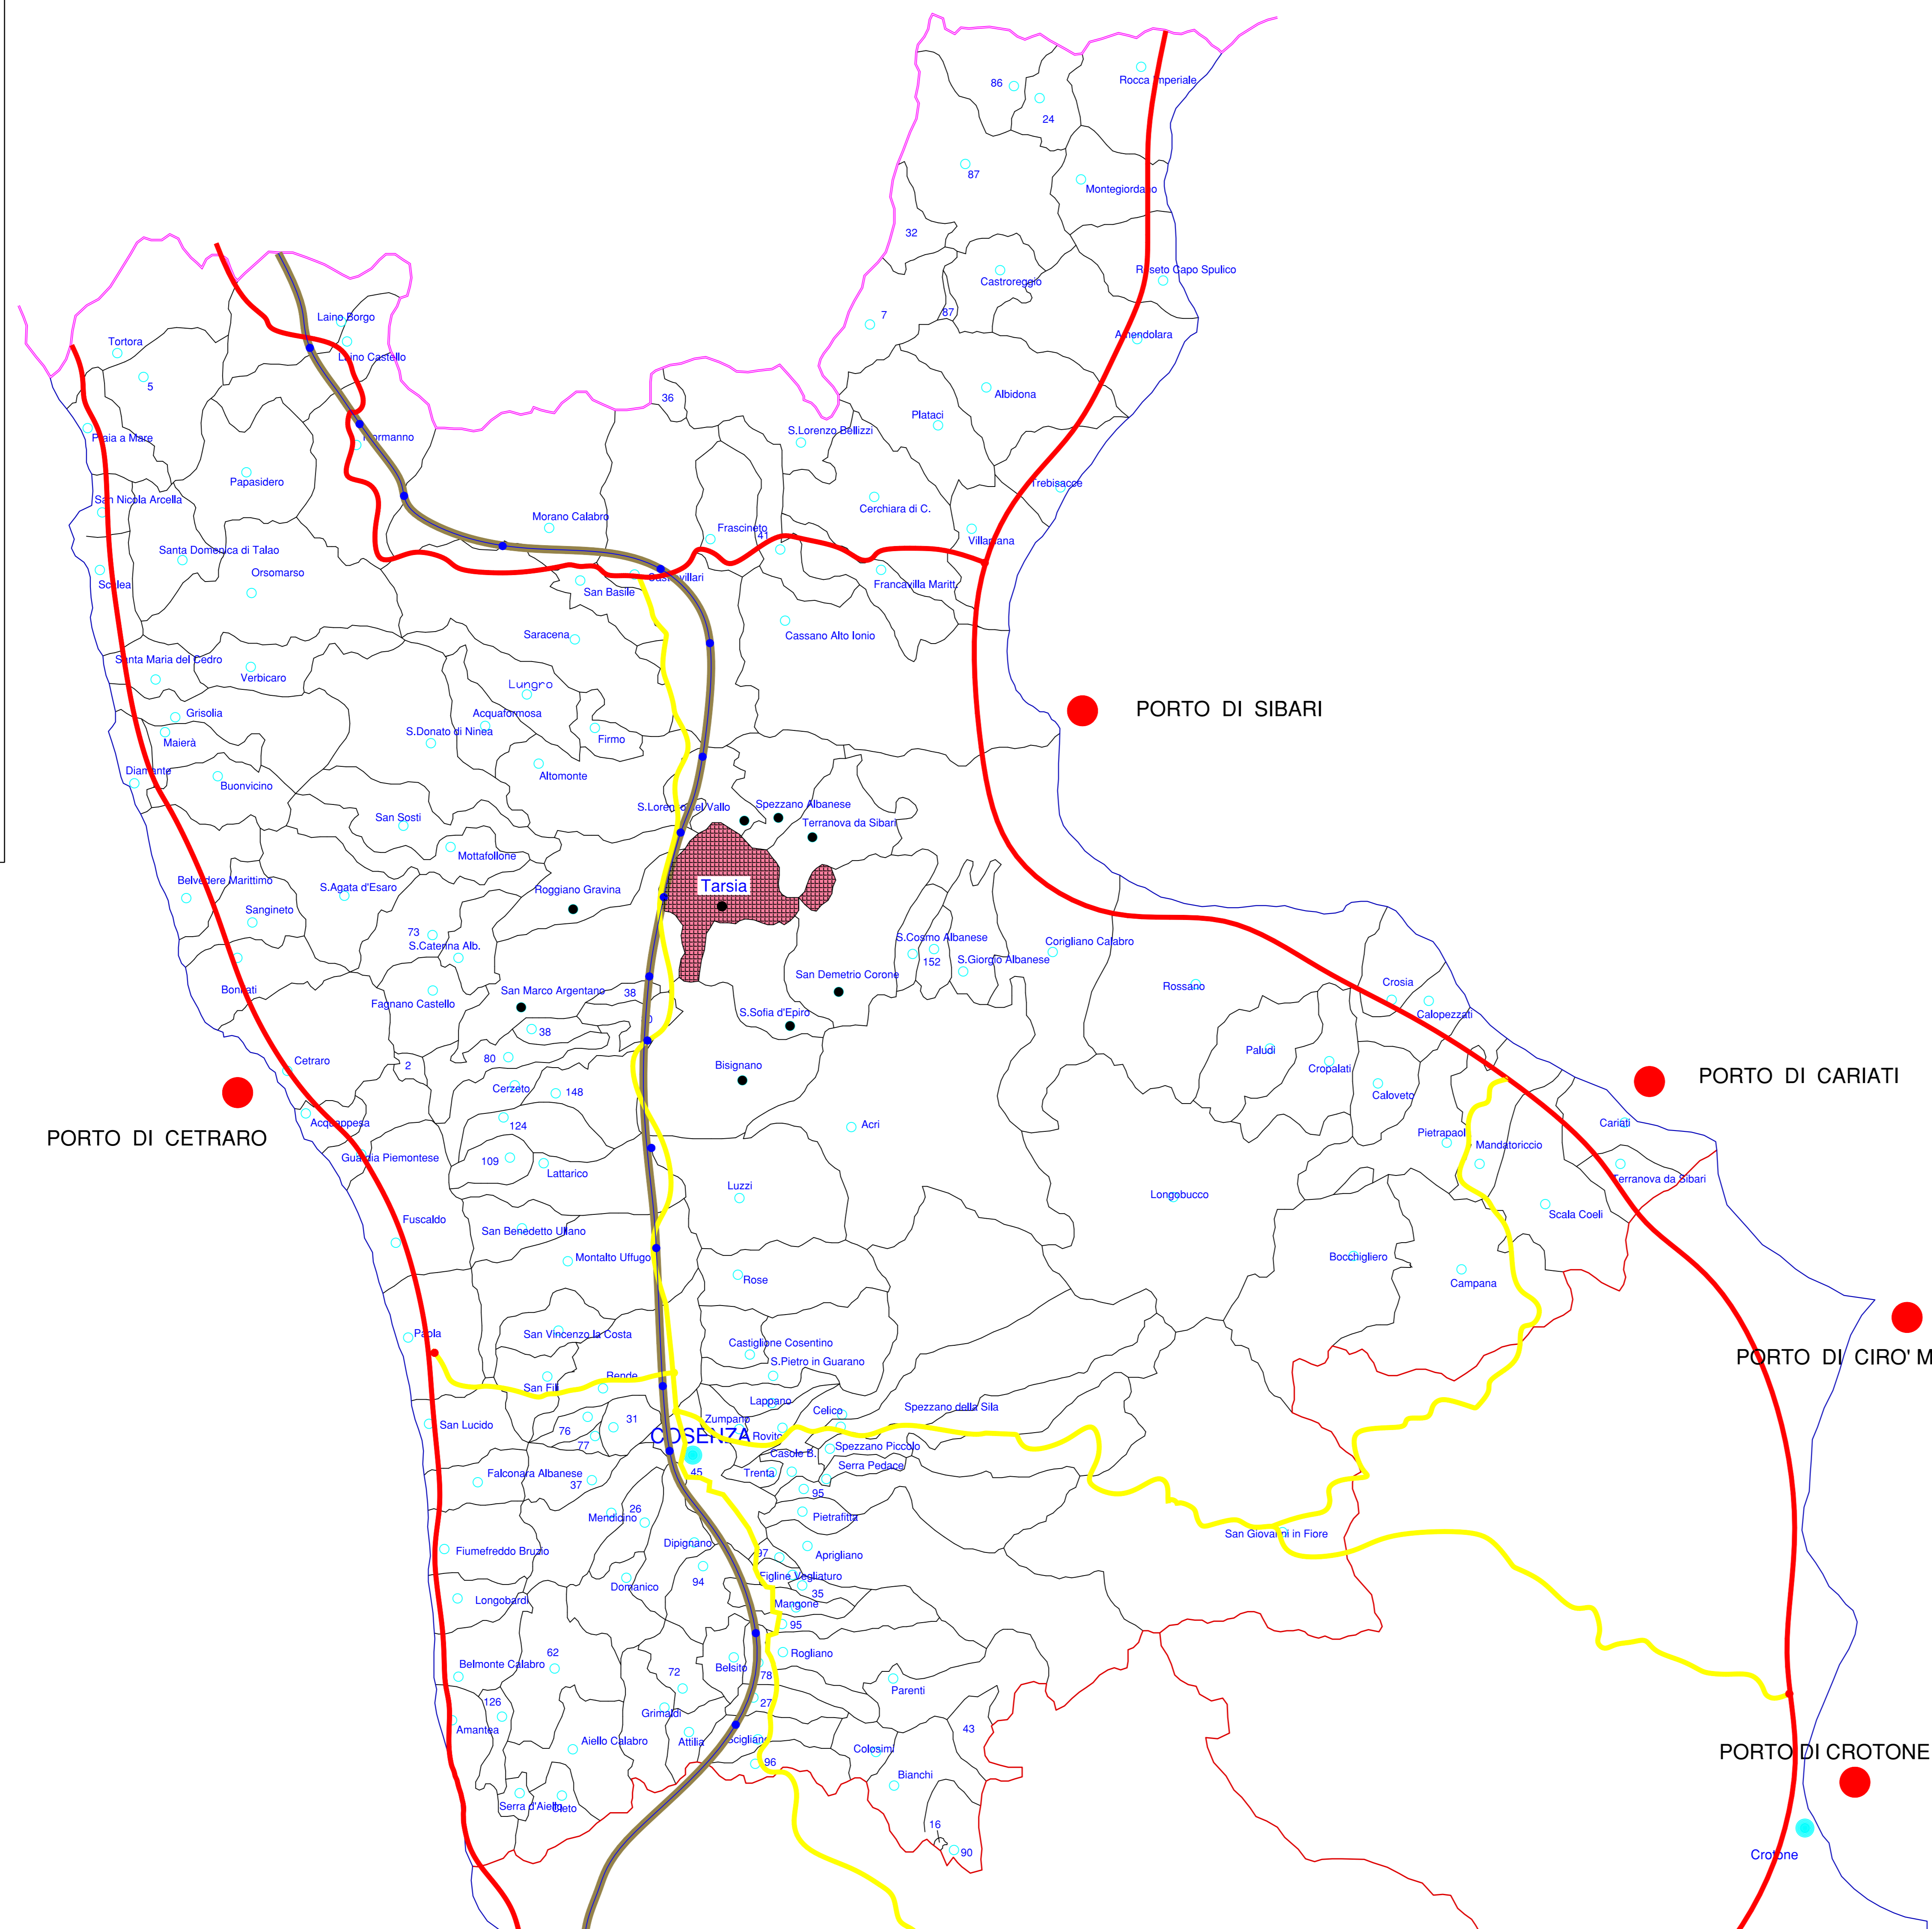 86
Rocca Imperiale
24
87
Montegiordano
32
Castroreggio
Roseto Capo Spulico
7
87
Laino Borgo
Amendolara
Tortora
Laino Castello
5
36
Albidona
Plataci
S.Lorenzo Bellizzi
Praia a Mare
Mormanno
Papasidero
Trebisacce
San Nicola Arcella
Cerchiara di C.
Morano Calabro
Frascineto
41
Villapiana
Santa Domenica di Talao
Orsomarso
Scalea
Castrovillari
Francavilla Maritt.
San Basile
Saracena
Cassano Alto Ionio
Santa Maria del Cedro
Verbicaro
Lungro
PORTO DI SIBARI
Grisolia
Acquaformosa
S.Donato di Ninea
Firmo
Maierà
Diamante
Buonvicino
Altomonte
S.Lorenzo del Vallo
Spezzano Albanese
San Sosti
Terranova da Sibari
Mottafollone
Belvedere Marittimo
S.Agata d'Esaro
Roggiano Gravina
Tarsia
Sangineto
73
S.Caterina Alb.
S.Cosmo Albanese
152
S.Giorgio Albanese
Corigliano Calabro
San Demetrio Corone
Bonifati
Fagnano Castello
San Marco Argentano
38
Rossano
Crosia
Calopezzati
S.Sofia d'Epiro
38
Cetraro
2
80
Bisignano
Paludi
Cropalati
PORTO DI CARIATI
Cerzeto
148
Caloveto
Acquappesa
124
Acri
Cariati
PORTO DI CETRARO
Pietrapaola
Mandatoriccio
Guardia Piemontese
109
Lattarico
Terranova da Sibari
Luzzi
Longobucco
Scala Coeli
Fuscaldo
San Benedetto Ullano
Montalto Uffugo
Bocchigliero
Campana
Rose
Paola
San Vincenzo la Costa
Castiglione Cosentino
S.Pietro in Guarano
PORTO DI CIRO' M
San Fili
Rende
Lappano
Celico
Spezzano della Sila
San Lucido
76
31
Zumpano
Rovito
COSENZA
77
Casole B.
Spezzano Piccolo
Falconara Albanese
37
45
Trenta
Serra Pedace
95
Mendicino
26
Pietrafitta
San Giovanni in Fiore
Fiumefreddo Bruzio
Dipignano
97
Aprigliano
Domanico
94
Figline Vegliaturo
35
Longobardi
Mangone
95
62
Rogliano
Belmonte Calabro
72
Belsito
78
Parenti
126
Grimaldi
27
43
Amantea
Aiello Calabro
Attilia
Scigliano
Colosimi
PORTO DI CROTONE
96
Bianchi
Serra d'Aiello
Cleto
16
90
Crotone